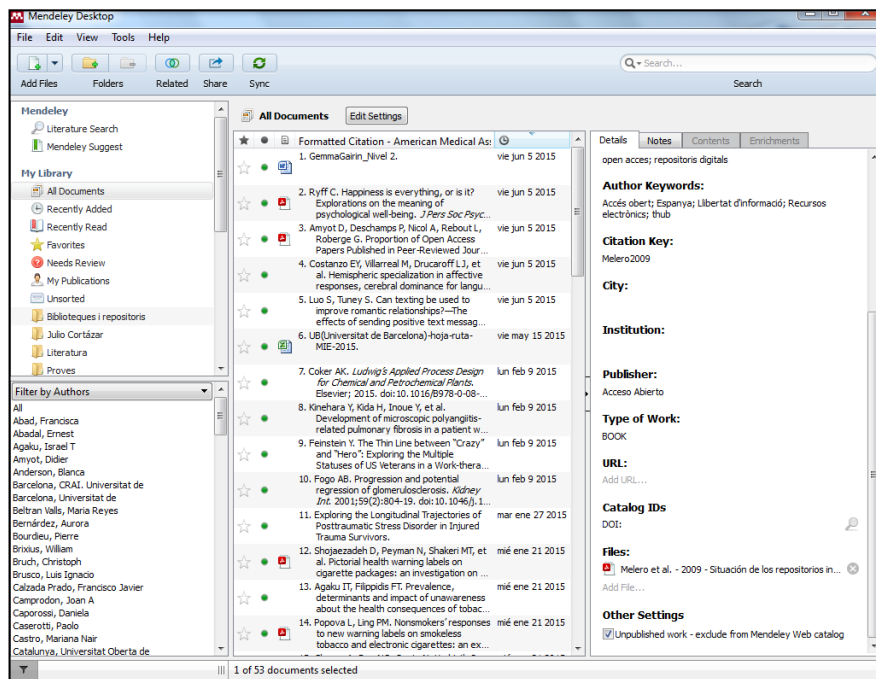 Mendeley Desktop
File Edit View Tools Help
Add Files Folders Related Share Sync
Search...
Search
Mendeley
Literature Search
Mendeley Suggest
My Library
All Documents
Recently Added
Recently Read
Favorites
Needs Review
My Publications
Unsorted
Biblioteques i repositoris
Julio Cortázar
Literatura
Proves
Filter by Authors
All
Abad, Francisca
Abadal, Ernest
Agaku, Israel T
Amyot, Didier
Anderson, Blanca
Barcelona, CRAI. Universitat de
Barcelona, Universitat de
Beltran Valls, Maria Reyes
Bernárdez, Aurora
Bourdieu, Pierre
Brixius, William
Bruch, Christoph
Brusco, Luis Ignacio
Calzada Prado, Francisco Javier
Camprodon, Joan A
Caporossi, Daniela
Caserotti, Paolo
Castro, Mariana Nair
Catalunya, Universitat Oberta de
All Documents Edit Settings
Formatted Citation - American Medical As
1. GemmaGairin_Nivel 2. vie jun 5 2015
2. Ryff C. Happiness is everything, or is it? vie jun 5 2015
Explorations on the meaning of
psychological well-being. J Pers Soc Psyc...
3. Amyot D, Deschamps P, Nicol A, Rebout L, vie jun 5 2015
Roberge G. Proportion of Open Access
Papers Published in Peer-Reviewed Jour...
4. Costanzo EY, Villarreal M, Drucaroff LJ, et vie jun 5 2015
al. Hemispheric specialization in affective
responses, cerebral dominance for langu...
5. Luo S, Tuney S. Can texting be used to vie jun 5 2015
improve romantic relationships?—The
effects of sending positive text messag...
6. UB(Universitat de Barcelona)-hoja-ruta- vie may 15 2015
MIE-2015.
7. Coker AK. Ludwig's Applied Process Design lun feb 9 2015
for Chemical and Petrochemical Plants.
Elsevier; 2015. doi:10.1016/B978-0-08-...
8. Kinehara Y, Kida H, Inoue Y, et al. lun feb 9 2015
Development of microscopic polyangiitis-
related pulmonary fibrosis in a patient w...
9. Feinstein Y. The Thin Line between "Crazy" lun feb 9 2015
and "Hero": Exploring the Multiple
Statuses of US Veterans in a Work-thera...
10. Fogo AB. Progression and potential lun feb 9 2015
regression of glomerulosclerosis. Kidney
Int. 2001;59(2):804-19. doi:10.1046/j.1...
11. Exploring the Longitudinal Trajectories of mar ene 27 2015
Posttraumatic Stress Disorder in Injured
Trauma Survivors.
12. Shojaezadeh D, Peyman N, Shakeri MT, et mié ene 21 2015
al. Pictorial health warning labels on
cigarette packages: an investigation on ...
13. Agaku IT, Filippidis FT. Prevalence, mié ene 21 2015
determinants and impact of unawareness
about the health consequences of tobac...
14. Popova L, Ling PM. Nonsmokers' responses mié ene 21 2015
to new warning labels on smokeless
tobacco and electronic cigarettes: an ex...
Details Notes Contents Enrichments
open acces; repositoris digitals
Author Keywords:
Accés obert; Espanya; Llibertat d'informació; Recursos
electrònics; thub
Citation Key:
Melero2009
City:
Institution:
Publisher:
Acceso Abierto
Type of Work:
BOOK
URL:
Add URL...
Catalog IDs
DOI:
Files:
Melero et al. - 2009 - Situación de los repositorios in...
Add File...
Other Settings
Unpublished work - exclude from Mendeley Web catalog
1 of 53 documents selected